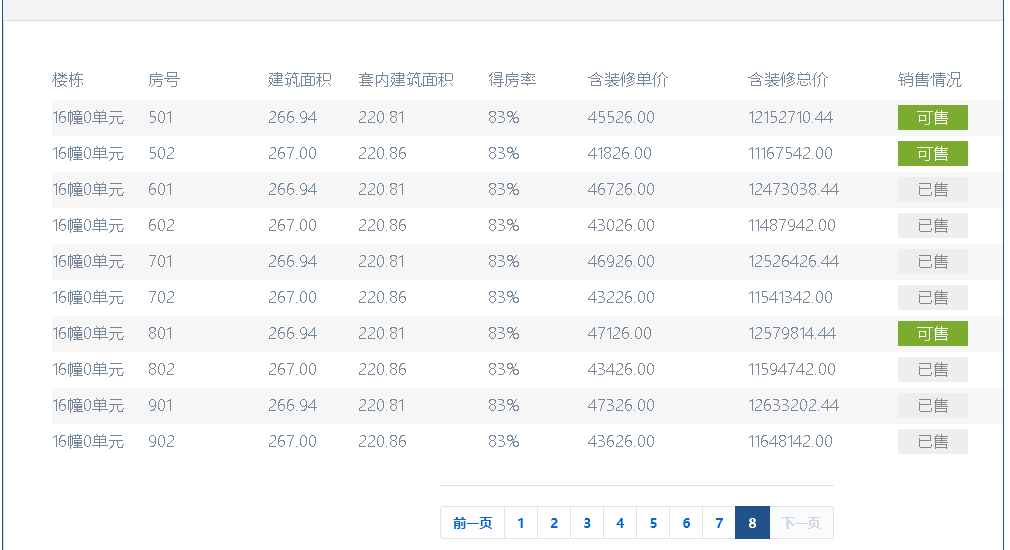 楼栋 房号 建筑面积 套内建筑面积 得房率 含装修单价 含装修总价 销售情况
16幢0单元 501 266.94 220.81 83% 45526.00 12152710.44 可售
16幢0单元 502 267.00 220.86 83% 41826.00 11167542.00 可售
16幢0单元 601 266.94 220.81 83% 46726.00 12473038.44 已售
16幢0单元 602 267.00 220.86 83% 43026.00 11487942.00 已售
16幢0单元 701 266.94 220.81 83% 46926.00 12526426.44 已售
16幢0单元 702 267.00 220.86 83% 43226.00 11541342.00 已售
16幢0单元 801 266.94 220.81 83% 47126.00 12579814.44 可售
16幢0单元 802 267.00 220.86 83% 43426.00 11594742.00 已售
16幢0单元 901 266.94 220.81 83% 47326.00 12633202.44 已售
16幢0单元 902 267.00 220.86 83% 43626.00 11648142.00 已售
前一页 1 2 3 4 5 6 7 8 下一页